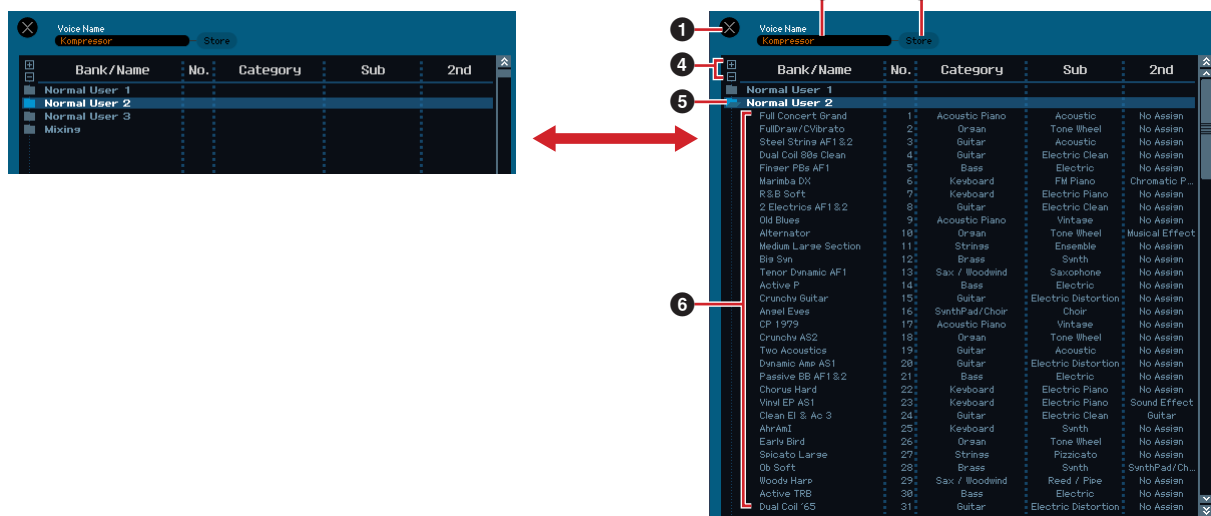 Voice Name
Kompressor
Store
Bank/Name No. Category Sub 2nd
Normal User 1
Normal User 2
Normal User 3
Mixing
1
Voice Name
Kompressor
Store
4
Bank/Name No. Category Sub 2nd
Normal User 1
5
Normal User 2
Full Concert Grand 1 Acoustic Piano Acoustic No Assign
FullDraw/CVibrato 2 Organ Tone Wheel No Assign
Steel String AF1&2 3 Guitar Acoustic No Assign
Dual Coil 80s Clean 4 Guitar Electric Clean No Assign
Finger PBs AF1 5 Bass Electric No Assign
Marimba DX 6 Keyboard FM Piano Chromatic P...
R&B Soft 7 Keyboard Electric Piano No Assign
2 Electrics AF1&2 8 Guitar Electric Clean No Assign
Old Blues 9 Acoustic Piano Vintage No Assign
Alternator 10 Organ Tone Wheel Musical Effect
Medium Large Section 11 Strings Ensemble No Assign
Big Syn 12 Brass Synth No Assign
Tenor Dynamic AF1 13 Sax / Woodwind Saxophone No Assign
Active P 14 Bass Electric No Assign
6
Crunchy Guitar 15 Guitar Electric Distortion No Assign
Angel Eyes 16 SynthPad/Choir Choir No Assign
CP 1979 17 Acoustic Piano Vintage No Assign
Crunchy AS2 18 Organ Tone Wheel No Assign
Two Acoustics 19 Guitar Acoustic No Assign
Dynamic Amp AS1 20 Guitar Electric Distortion No Assign
Passive BB AF1&2 21 Bass Electric No Assign
Chorus Hard 22 Keyboard Electric Piano No Assign
Vinyl EP AS1 23 Keyboard Electric Piano Sound Effect
Clean El & Ac 3 24 Guitar Electric Clean Guitar
AhrAmI 25 Keyboard Synth No Assign
Early Bird 26 Organ Tone Wheel No Assign
Spicato Large 27 Strings Pizzicato No Assign
Ob Soft 28 Brass Synth SynthPad/Ch...
Woody Harp 29 Sax / Woodwind Reed / Pipe No Assign
Active TRB 30 Bass Electric No Assign
Dual Coil '65 31 Guitar Electric Distortion No Assign